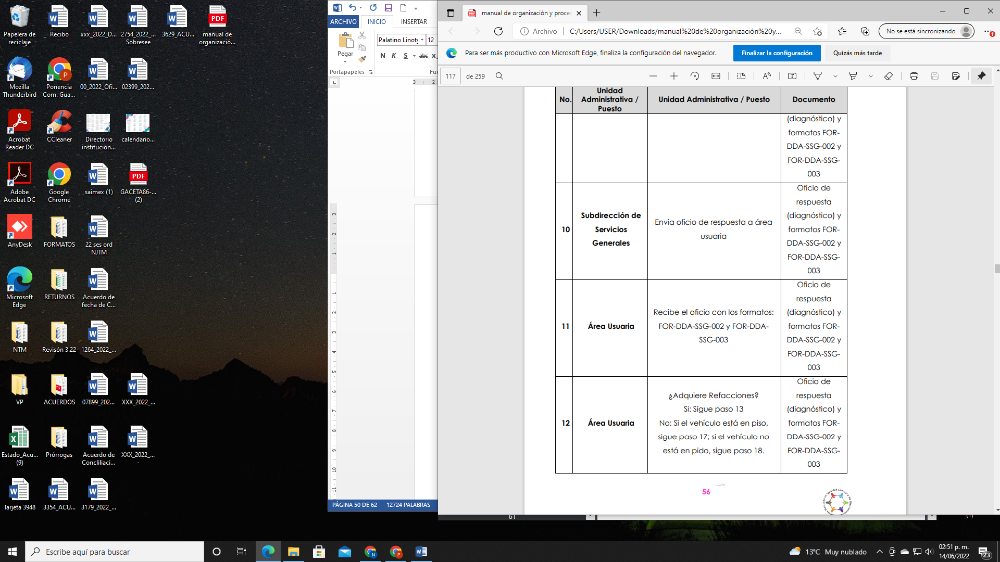 Papelera de
reciclaje
Recibo
xxx_2022_D...
2754_2022_...
Sobresee
3629_ACU...
manual de
organizació...
Mozilla
Thunderbird
Ponencia
Com. Gua...
00_2022_Ofi...
02399_202...
Acrobat
Reader DC
CCleaner
Directorio
institucion...
calendario...
Adobe
Acrobat DC
Google
Chrome
saimex (1)
GACETA86-...
(2)
AnyDesk
FORMATOS
22 ses ord
NJTM
Microsoft
Edge
RETURNOS
Acuerdo de
fecha de C...
NTM
Revisón 3.22
1264_2022_...
VP
ACUERDOS
07899_202...
XXX_2022_...
Estado_Acu...
(9)
Prórrogas
Acuerdo de
Concliliaci...
XXX_2022_...
-
Tarjeta 3948
3354_ACU...
3179_2022_...
ARCHIVO INICIO INSERTAR
Palatino Linoty 12
Pegar
N K S abc
Portapapeles
Fue
PÁGINA 50 DE 62 12724 PALABRAS
manual de organización y proced
Archivo C:/Users/USER/Downloads/manual%20de%20organización%20y...
No se está sincronizando
Para ser más productivo con Microsoft Edge, finaliza la configuración del navegador.
Finalizar la configuración
Quizás más tarde
117 de 259
No.
Unidad
Administrativa /
Puesto
Unidad Administrativa / Puesto
Documento
(diagnóstico) y
formatos FOR-
DDA-SSG-002 y
FOR-DDA-SSG-
003
10
Subdirección de
Servicios
Generales
Envía oficio de respuesta a área
usuaria
Oficio de
respuesta
(diagnóstico) y
formatos FOR-
DDA-SSG-002 y
FOR-DDA-SSG-
003
11
Área Usuaria
Recibe el oficio con los formatos:
FOR-DDA-SSG-002 y FOR-DDA-
SSG-003
Oficio de
respuesta
(diagnóstico) y
formatos FOR-
DDA-SSG-002 y
FOR-DDA-SSG-
003
12
Área Usuaria
¿Adquiere Refacciones?
Si: Sigue paso 13
No: Si el vehículo está en piso,
sigue paso 17; si el vehículo no
está en pido, sigue paso 18.
Oficio de
respuesta
(diagnóstico) y
formatos FOR-
DDA-SSG-002 y
FOR-DDA-SSG-
003
56
61
(1)
Escribe aquí para buscar
13°C Muy nublado
02:51 p. m.
14/06/2022
23